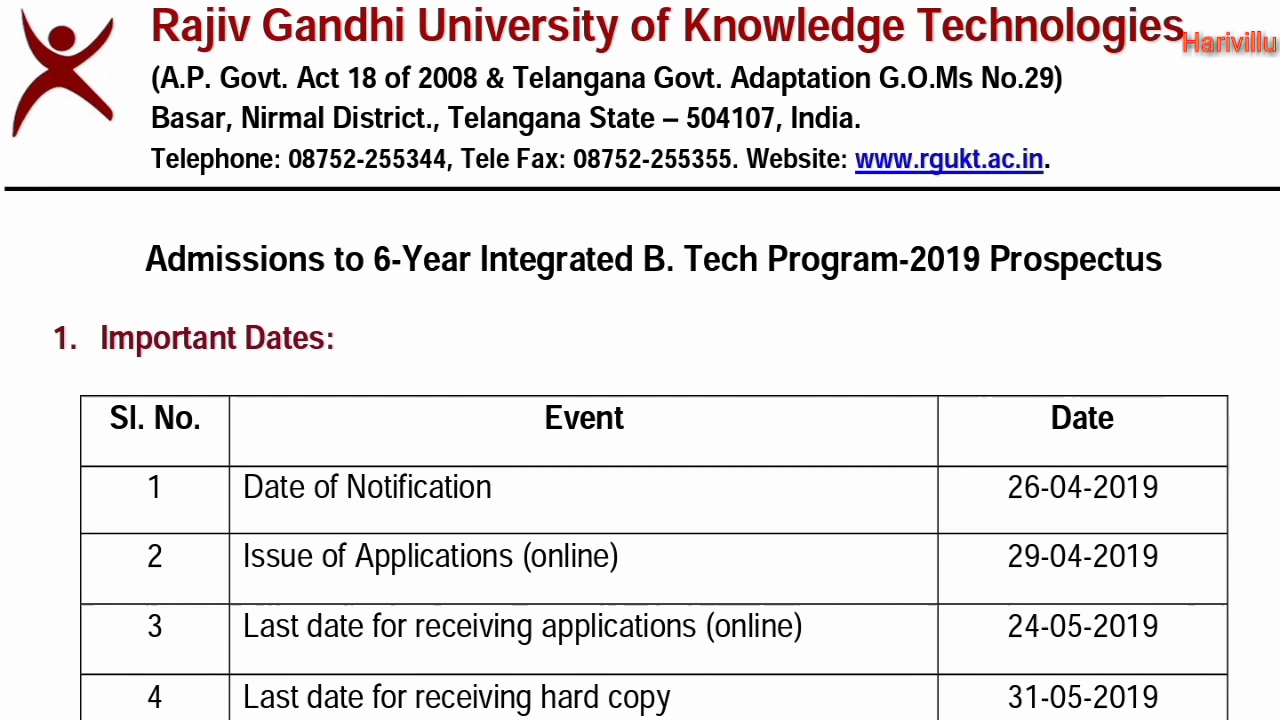 Rajiv Gandhi University of Knowledge Technologies
Harivillu
(A.P. Govt. Act 18 of 2008 & Telangana Govt. Adaptation G.O.Ms No.29)
Basar, Nirmal District., Telangana State – 504107, India.
Telephone: 08752-255344, Tele Fax: 08752-255355. Website: www.rgukt.ac.in.
Admissions to 6-Year Integrated B. Tech Program-2019 Prospectus
1. Important Dates:
Sl. No. Event Date
1 Date of Notification 26-04-2019
2 Issue of Applications (online) 29-04-2019
3 Last date for receiving applications (online) 24-05-2019
4 Last date for receiving hard copy 31-05-2019